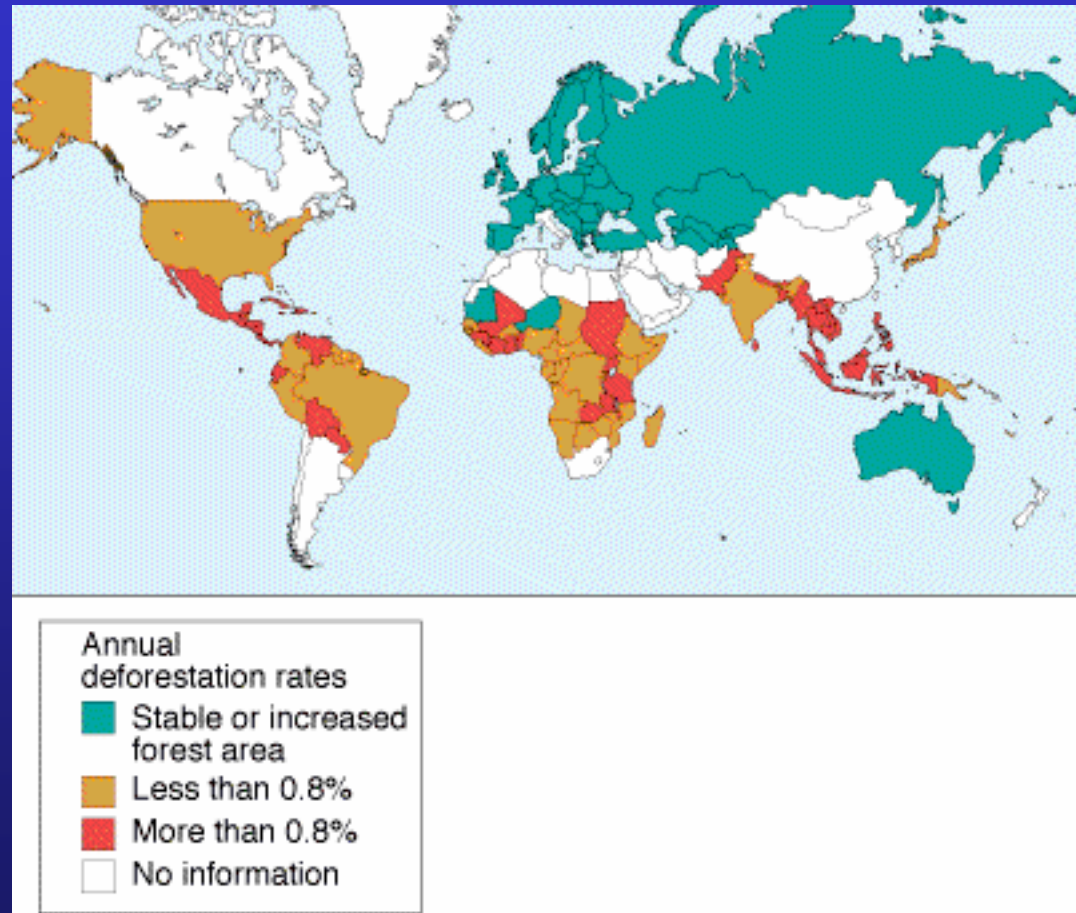 Annual
deforestation rates
Stable or increased
forest area
Less than 0.8%
More than 0.8%
No information